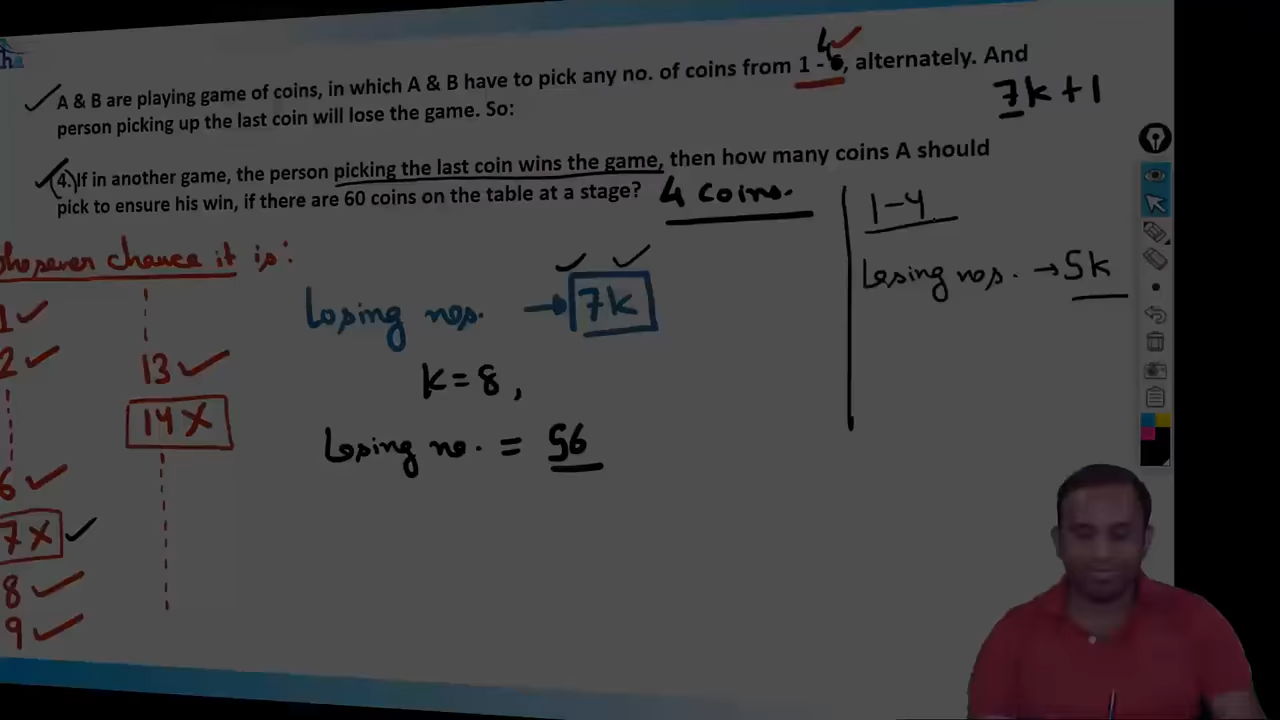 ha
A & B are playing game of coins, in which A & B have to pick any no. of coins from 1 - 6, alternately. And
4
person picking up the last coin will lose the game. So:
7k + 1
4.) If in another game, the person picking the last coin wins the game, then how many coins A should
pick to ensure his win, if there are 60 coins on the table at a stage? 4 coins.
1-4
hosoever chance it is:
Losing nos. → 5k
1
Losing nos. → 7k
2
13
k = 8,
14 X
Losing no. = 56
6
7 X
8
9